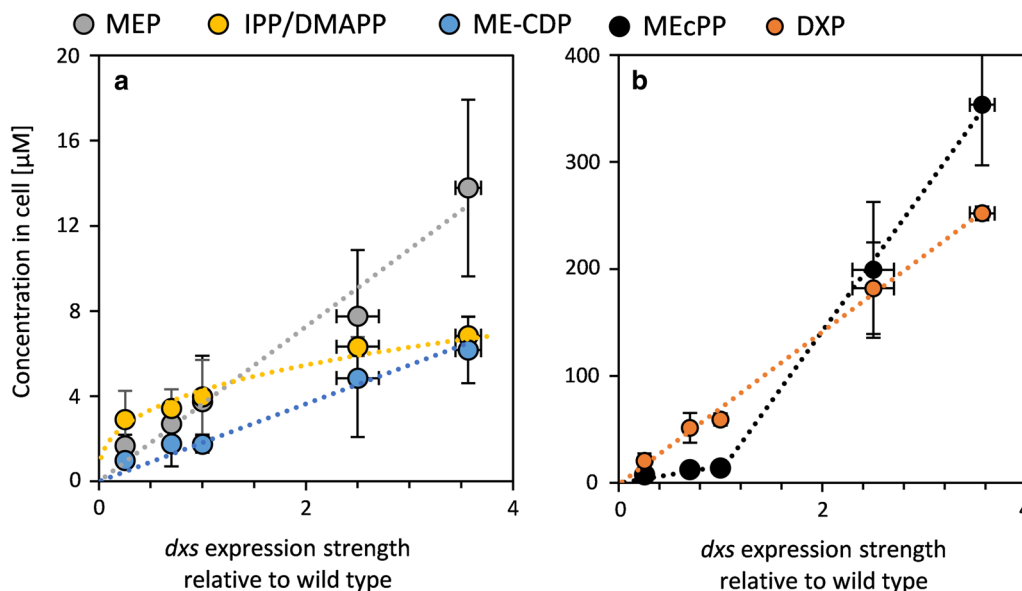 MEP IPP/DMAPP ME-CDP MEcPP DXP
a
20
16
12
8
4
0
0 2 4
Concentration in cell [µM]
dxs expression strength
relative to wild type
b
400
300
200
100
0
0 2 4
dxs expression strength
relative to wild type